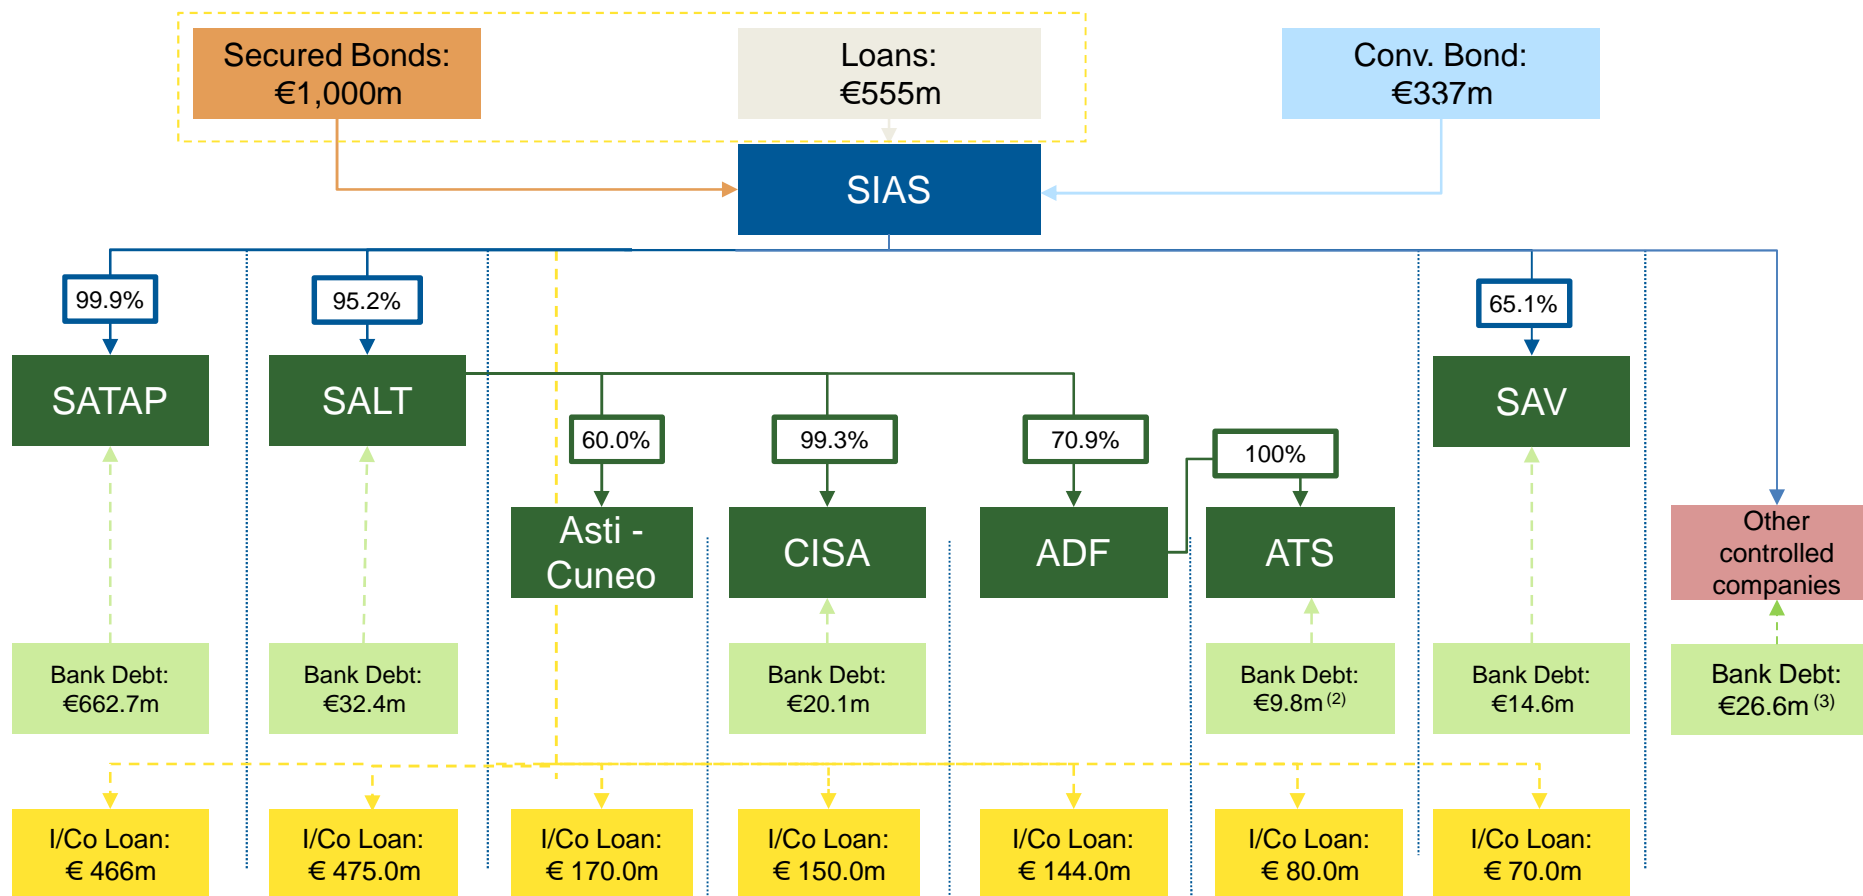 Secured Bonds:
€1,000m
Loans:
€555m
Conv. Bond:
€337m
SIAS
99.9%
95.2%
65.1%
SATAP
SALT
SAV
60.0%
99.3%
70.9%
100%
Asti -
Cuneo
CISA
ADF
ATS
Other
controlled
companies
Bank Debt:
€662.7m
Bank Debt:
€32.4m
Bank Debt:
€20.1m
Bank Debt:
€9.8m (2)
Bank Debt:
€14.6m
Bank Debt:
€26.6m (3)
I/Co Loan:
€ 466m
I/Co Loan:
€ 475.0m
I/Co Loan:
€ 170.0m
I/Co Loan:
€ 150.0m
I/Co Loan:
€ 144.0m
I/Co Loan:
€ 80.0m
I/Co Loan:
€ 70.0m